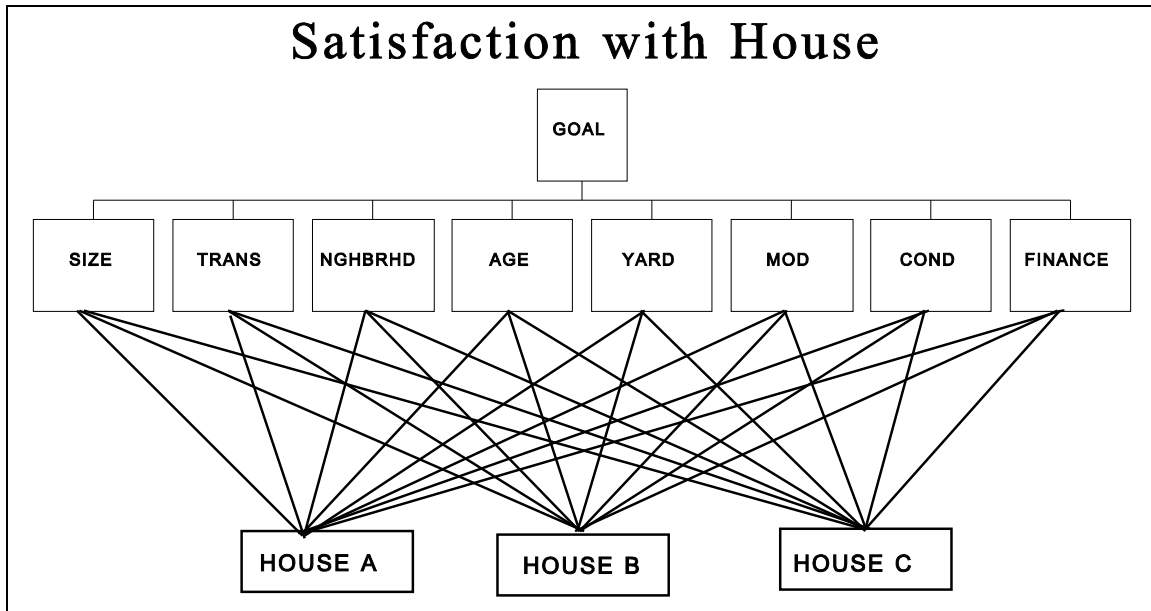 Satisfaction with House
GOAL
SIZE
TRANS
NGHBRHD
AGE
YARD
MOD
COND
FINANCE
HOUSE A
HOUSE B
HOUSE C